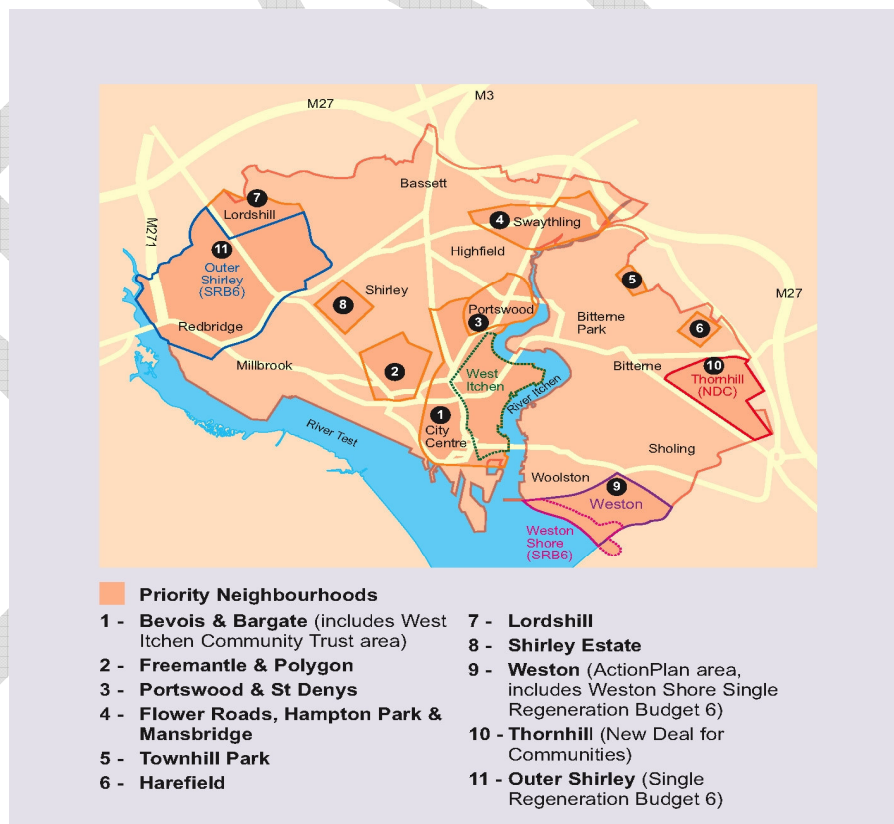 M3
M27
Bassett
7
Lordshill
4 Swaythling
M271
11
Outer
Shirley
(SRB6)
Highfield
5
M27
8
Shirley
Portswood
3
Bitterne
Park
6
Redbridge
Millbrook
2
West
Itchen
Bitterne
10
Thornhill
(NDC)
River Itchen
1
City
Centre
River Test
Sholing
Woolston
9
Weston
Weston
Shore
(SRB6)
Priority Neighbourhoods
1 - Bevois & Bargate (includes West
Itchen Community Trust area)
2 - Freemantle & Polygon
3 - Portswood & St Denys
4 - Flower Roads, Hampton Park &
Mansbridge
5 - Townhill Park
6 - Harefield
7 - Lordshill
8 - Shirley Estate
9 - Weston (ActionPlan area,
includes Weston Shore Single
Regeneration Budget 6)
10 - Thornhill (New Deal for
Communities)
11 - Outer Shirley (Single
Regeneration Budget 6)